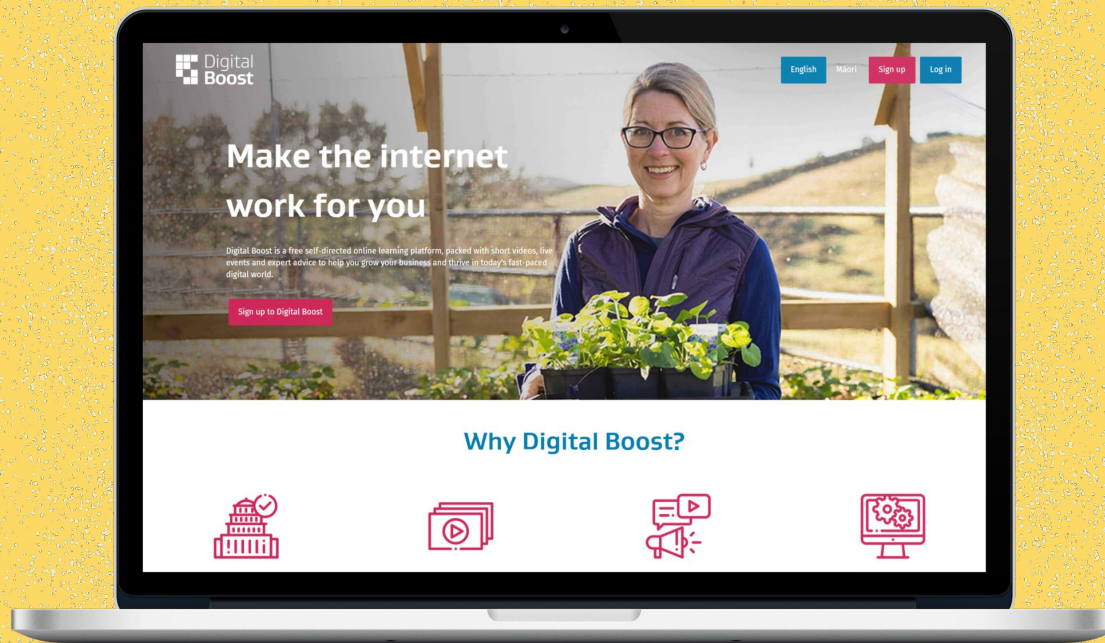 Digital
Boost
English
Māori
Sign up
Log in
Make the internet
work for you
Digital Boost is a free self-directed online learning platform, packed with short videos, live
events and expert advice to help you grow your business and thrive in today's fast-paced
digital world.
Sign up to Digital Boost
Why Digital Boost?